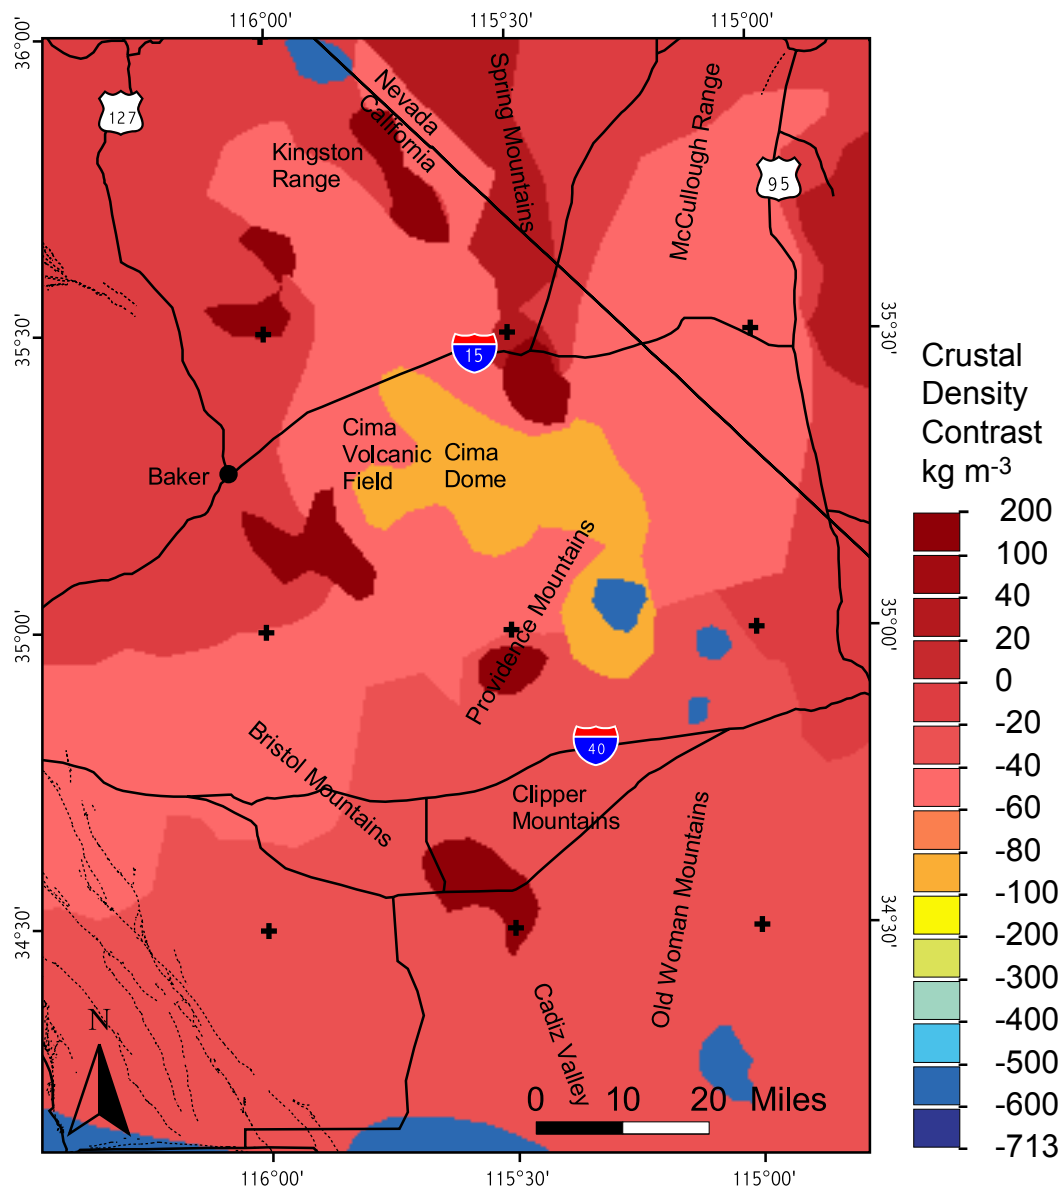 116°00'
115°30'
115°00'
36°00'
127
Nevada
California
Kingston
Range
Spring Mountains
McCullough Range
95
35°30'
35°30'
15
Crustal
Density
Contrast
kg m-3
Cima
Volcanic
Field
Cima
Dome
Baker
200
100
40
20
0
-20
-40
-60
-80
-100
-200
-300
-400
-500
-600
-713
Providence Mountains
35°00'
35°00'
Bristol Mountains
40
Clipper
Mountains
Old Woman Mountains
34°30'
34°30'
Cadiz Valley
N
0 10 20 Miles
116°00'
115°30'
115°00'